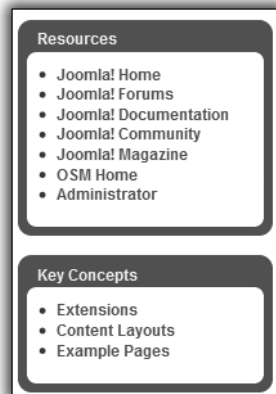 Resources
Joomla! Home
Joomla! Forums
Joomla! Documentation
Joomla! Community
Joomla! Magazine
OSM Home
Administrator
Key Concepts
Extensions
Content Layouts
Example Pages